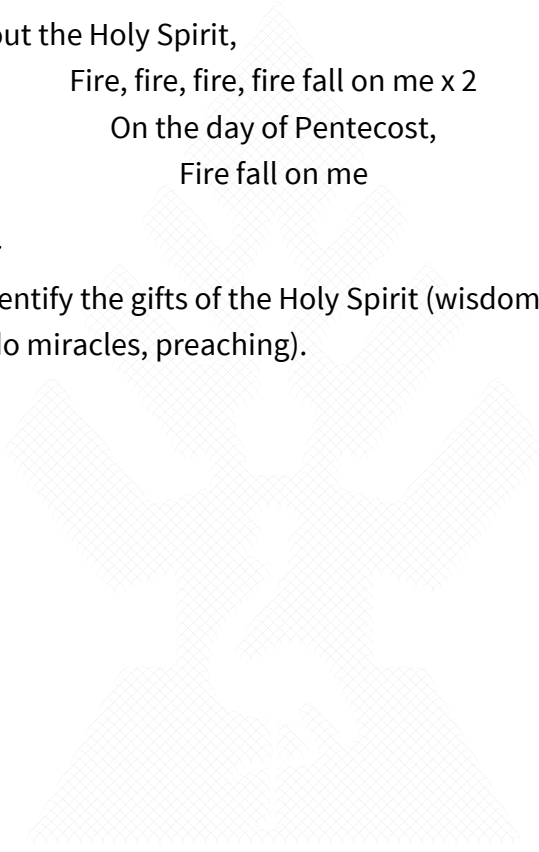 the Holy Spirit,
Fire, fire, fire, fire fall on me x 2
On the day of Pentecost,
Fire fall on me
the gifts of the Holy Spirit (wisdom
miracles, preaching).